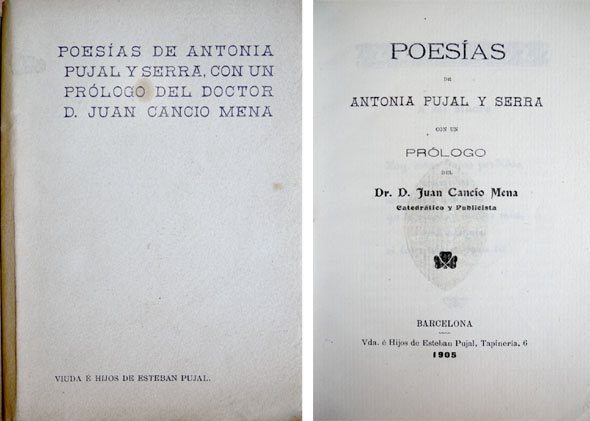 POESÍAS DE ANTONIA
PUJAL Y SERRA, CON UN
PRÓLOGO DEL DOCTOR
D. JUAN CANCIO MENA
VIUDA É HIJOS DE ESTEBAN PUJAL.
POESÍAS
DE
ANTONIA PUJAL Y SERRA
CON UN
PRÓLOGO
DEL
Dr. D. Juan Cancio Mena
Catedrático y Publicista
BARCELONA
Vda. é Hijos de Esteban Pujal, Tapinería, 6
1905